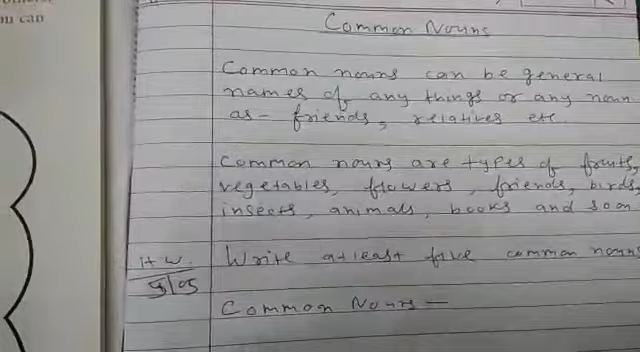 u can
Common Nouns
Common nouns can be general
names of any things or any noun
as - friends, relatives etc.
Common nouns are types of fruits,
vegetables, flowers, friends, birds,
insects, animals, books and soon.
H W. Write atleast five common nouns
5/05
Common Nouns —